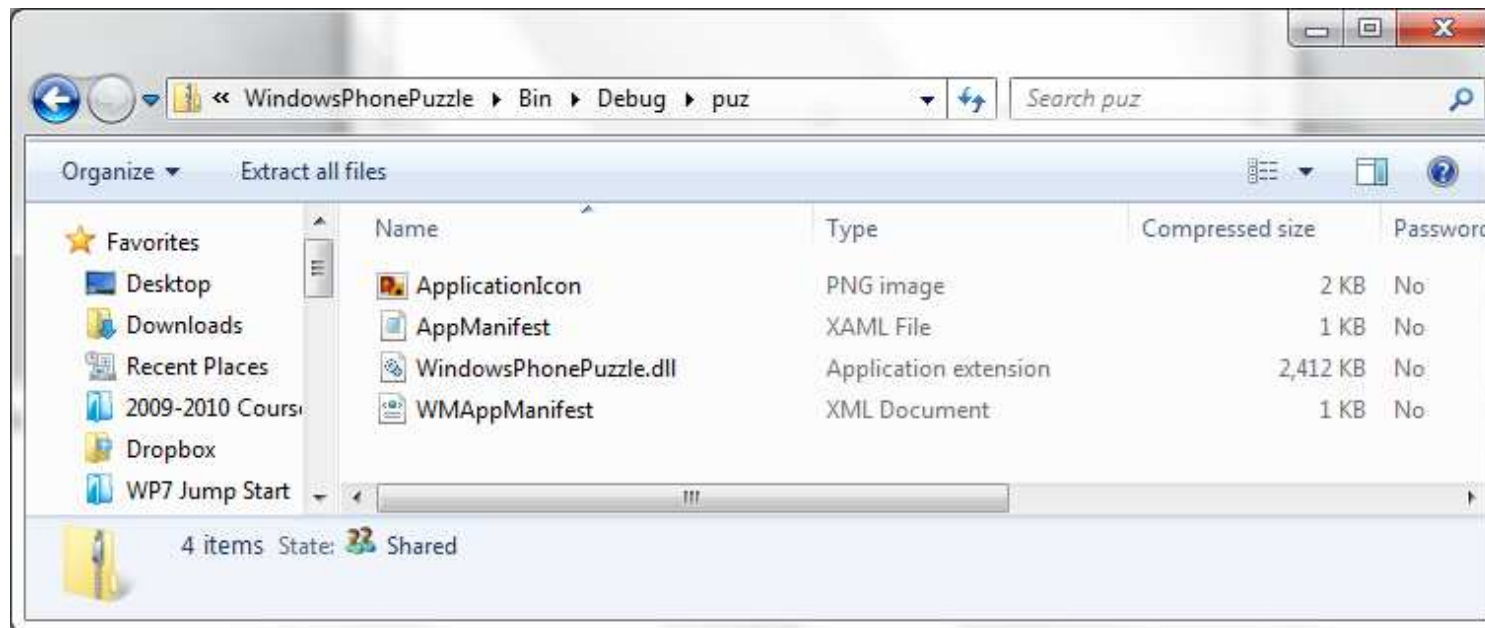 « WindowsPhonePuzzle ▸ Bin ▸ Debug ▸ puz Search puz
Organize Extract all files
Favorites
Desktop
Downloads
Recent Places
2009-2010 Cours
Dropbox
WP7 Jump Start
Name Type Compressed size Password
ApplicationIcon PNG image 2 KB No
AppManifest XAML File 1 KB No
WindowsPhonePuzzle.dll Application extension 2,412 KB No
WMAppManifest XML Document 1 KB No
4 items State: Shared